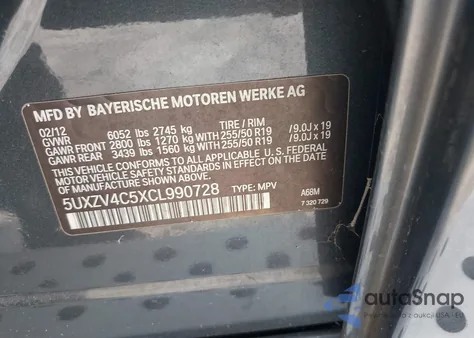 MFD BY BAYERISCHE MOTOREN WERKE AG
02/12 TIRE / RIM
GVWR 6052 lbs 2745 kg
GAWR FRONT 2800 lbs 1270 kg WITH 255/50 R19 /9.0J x 19
GAWR REAR 3439 lbs 1560 kg WITH 255/50 R19 /9.0J x 19
THIS VEHICLE CONFORMS TO ALL APPLICABLE U.S. FEDERAL
MOTOR VEHICLE SAFETY STANDARDS IN EFFECT ON THE
DATE OF MANUFACTURE SHOWN ABOVE.
5UXZV4C5XCL990728 TYPE: MPV A68M
7 320 729
autoSnap
z aukcji USA - EU